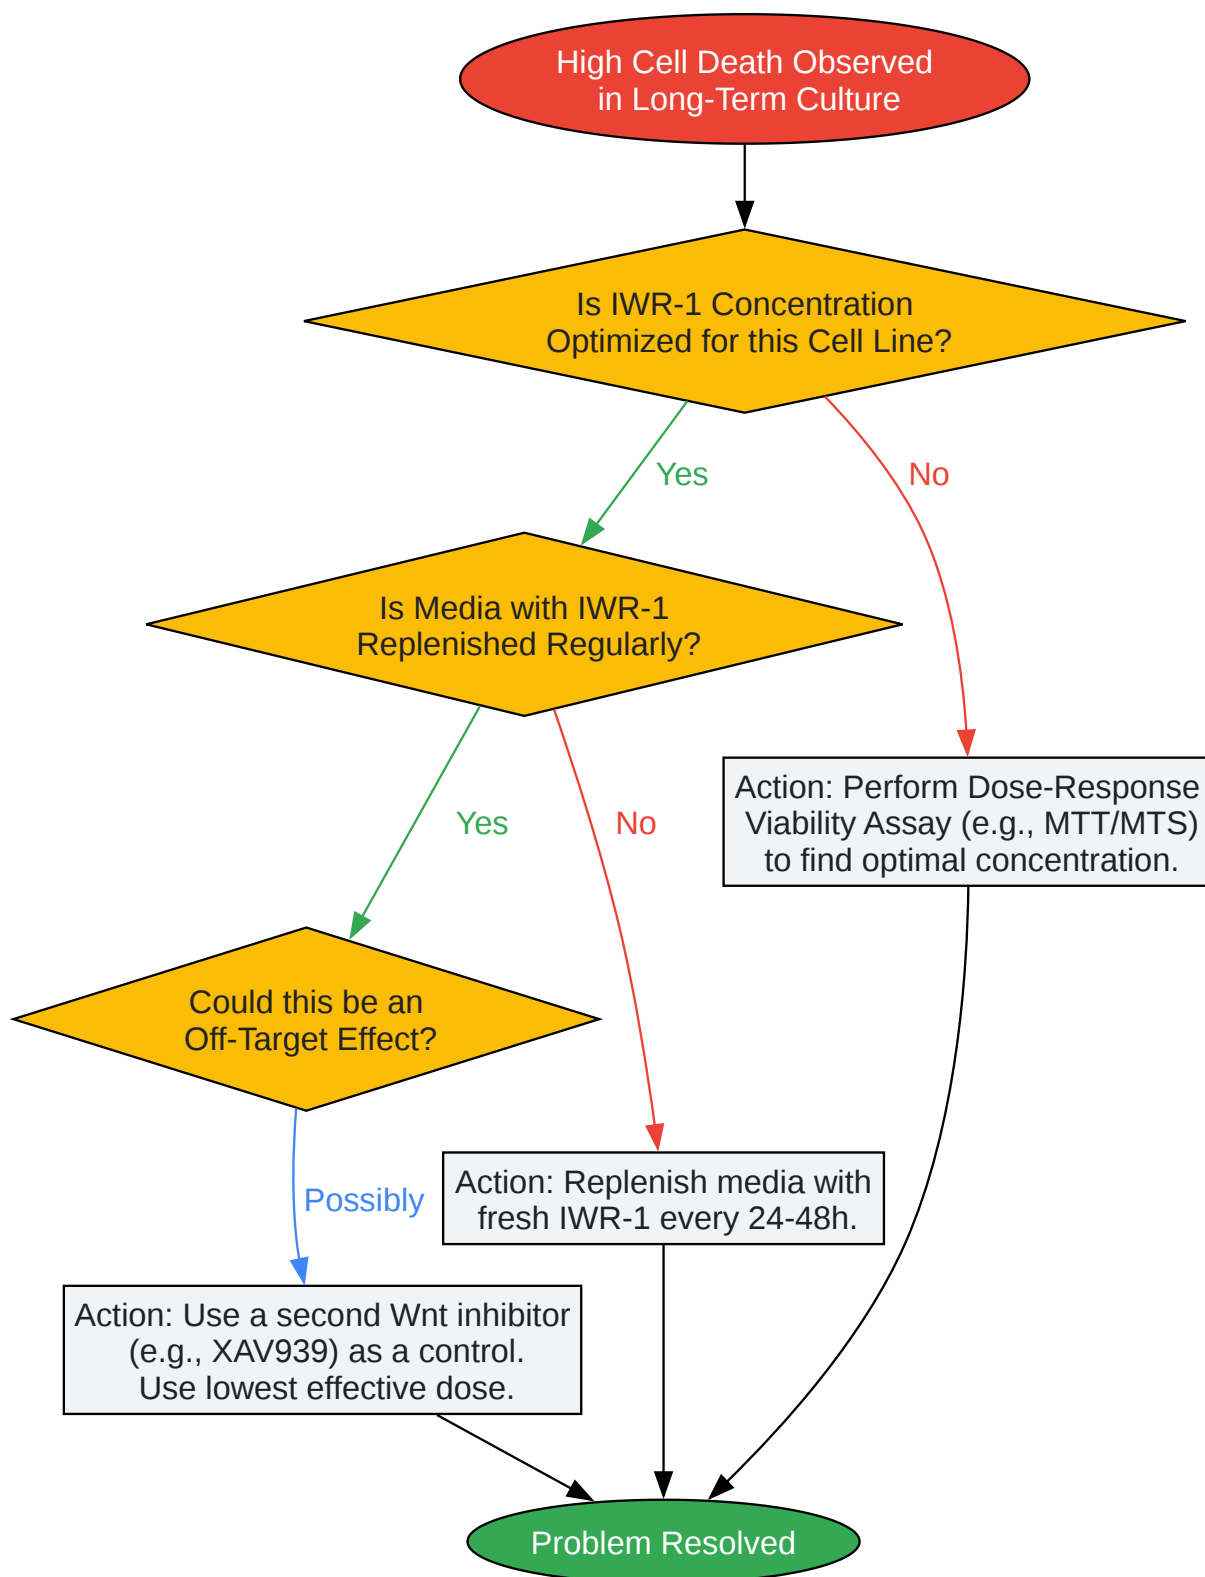 High Cell Death Observed
in Long-Term Culture
Is IWR-1 Concentration
Optimized for this Cell Line?
Yes
No
Is Media with IWR-1
Replenished Regularly?
Action: Perform Dose-Response
Viability Assay (e.g., MTT/MTS)
to find optimal concentration.
Yes
No
Could this be an
Off-Target Effect?
Possibly
Action: Replenish media with
fresh IWR-1 every 24-48h.
Action: Use a second Wnt inhibitor
(e.g., XAV939) as a control.
Use lowest effective dose.
Problem Resolved